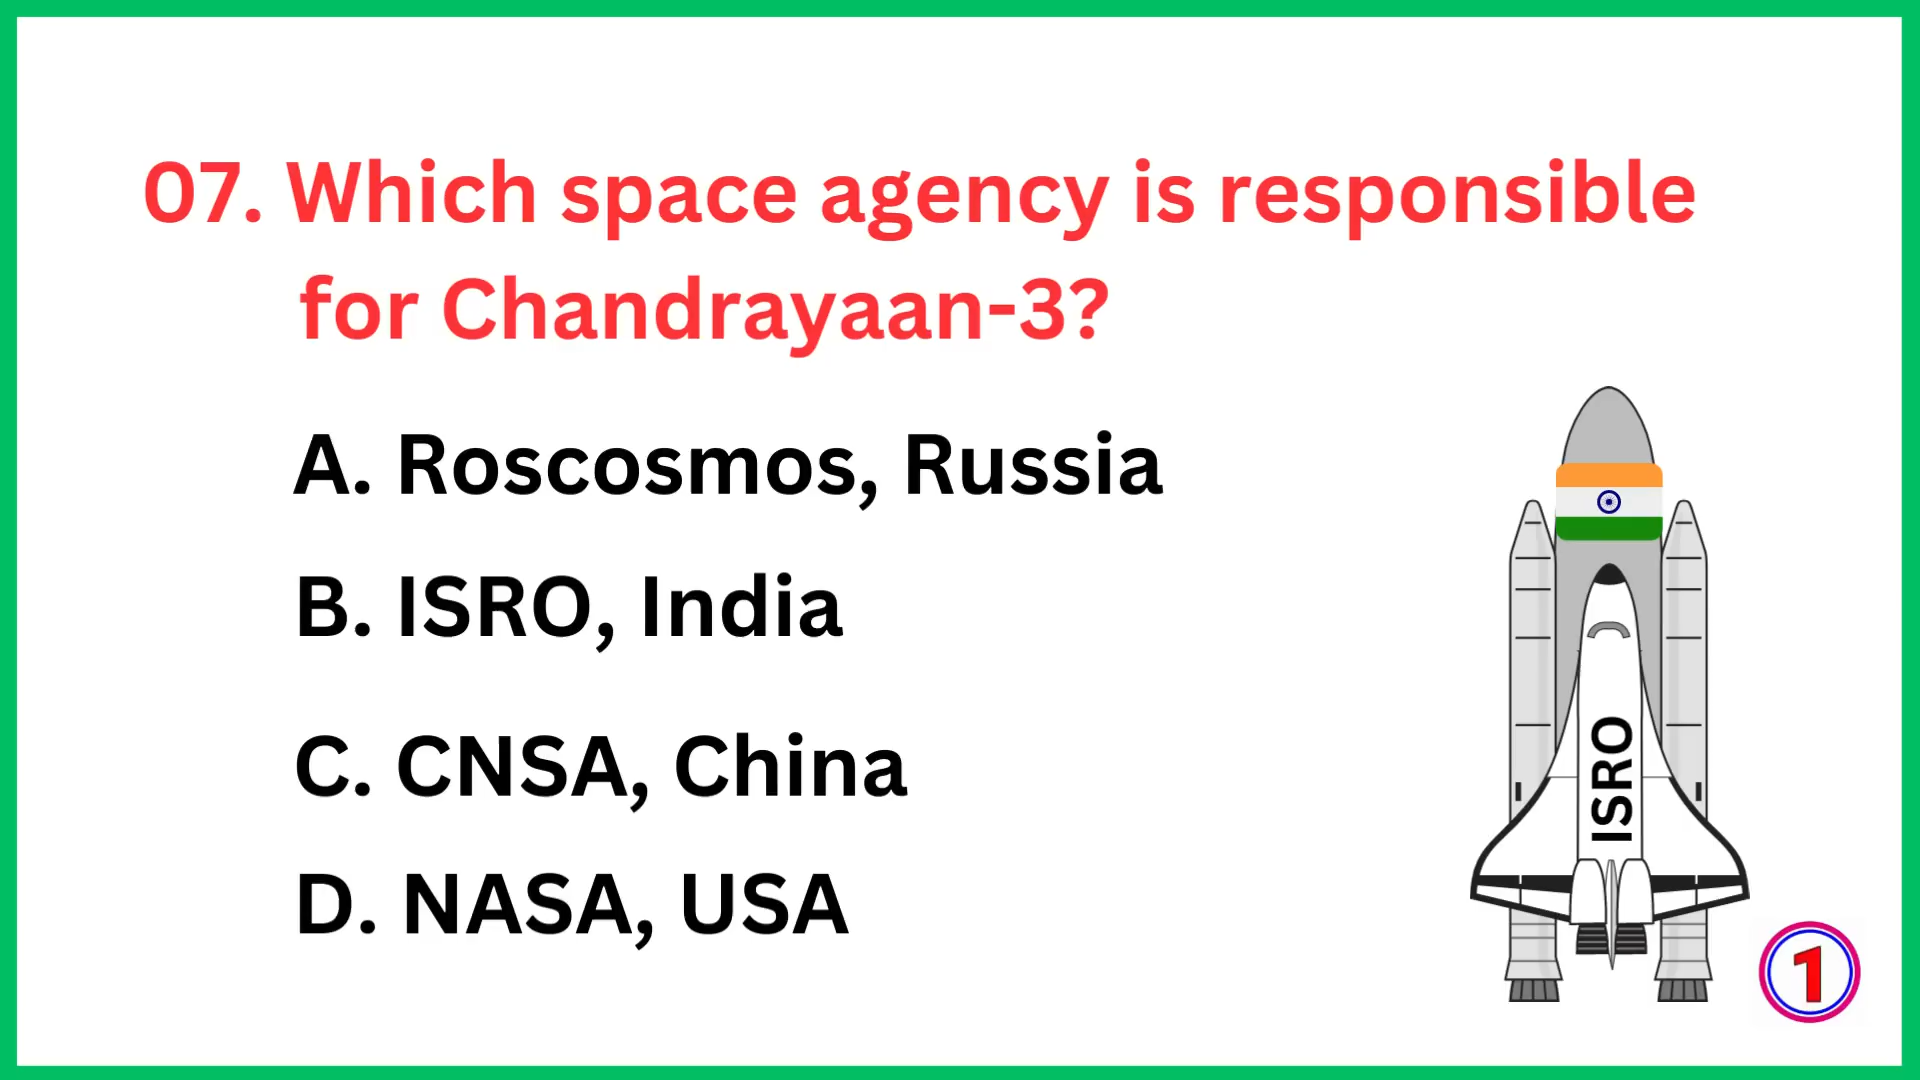 07. Which space agency is responsible
for Chandrayaan-3?
A. Roscosmos, Russia
B. ISRO, India
C. CNSA, China
D. NASA, USA
ISRO
1